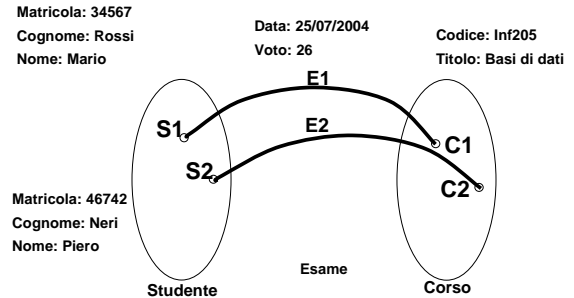 Matricola: 34567
Cognome: Rossi
Nome: Mario
Data: 25/07/2004
Voto: 26
Codice: Inf205
Titolo: Basi di dati
E1
S1
E2
C1
S2
C2
Matricola: 46742
Cognome: Neri
Nome: Piero
Esame
Studente
Corso